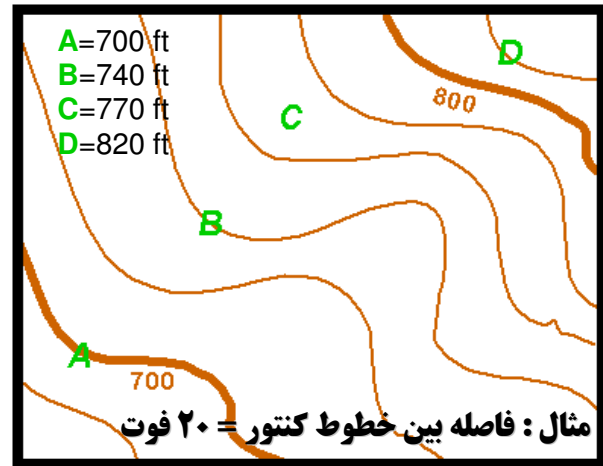 A=700 ft
B=740 ft
C=770 ft
D=820 ft
D
800
C
B
A
700
مثال : فاصله بین خطوط کنتور = ۲۰ فوت